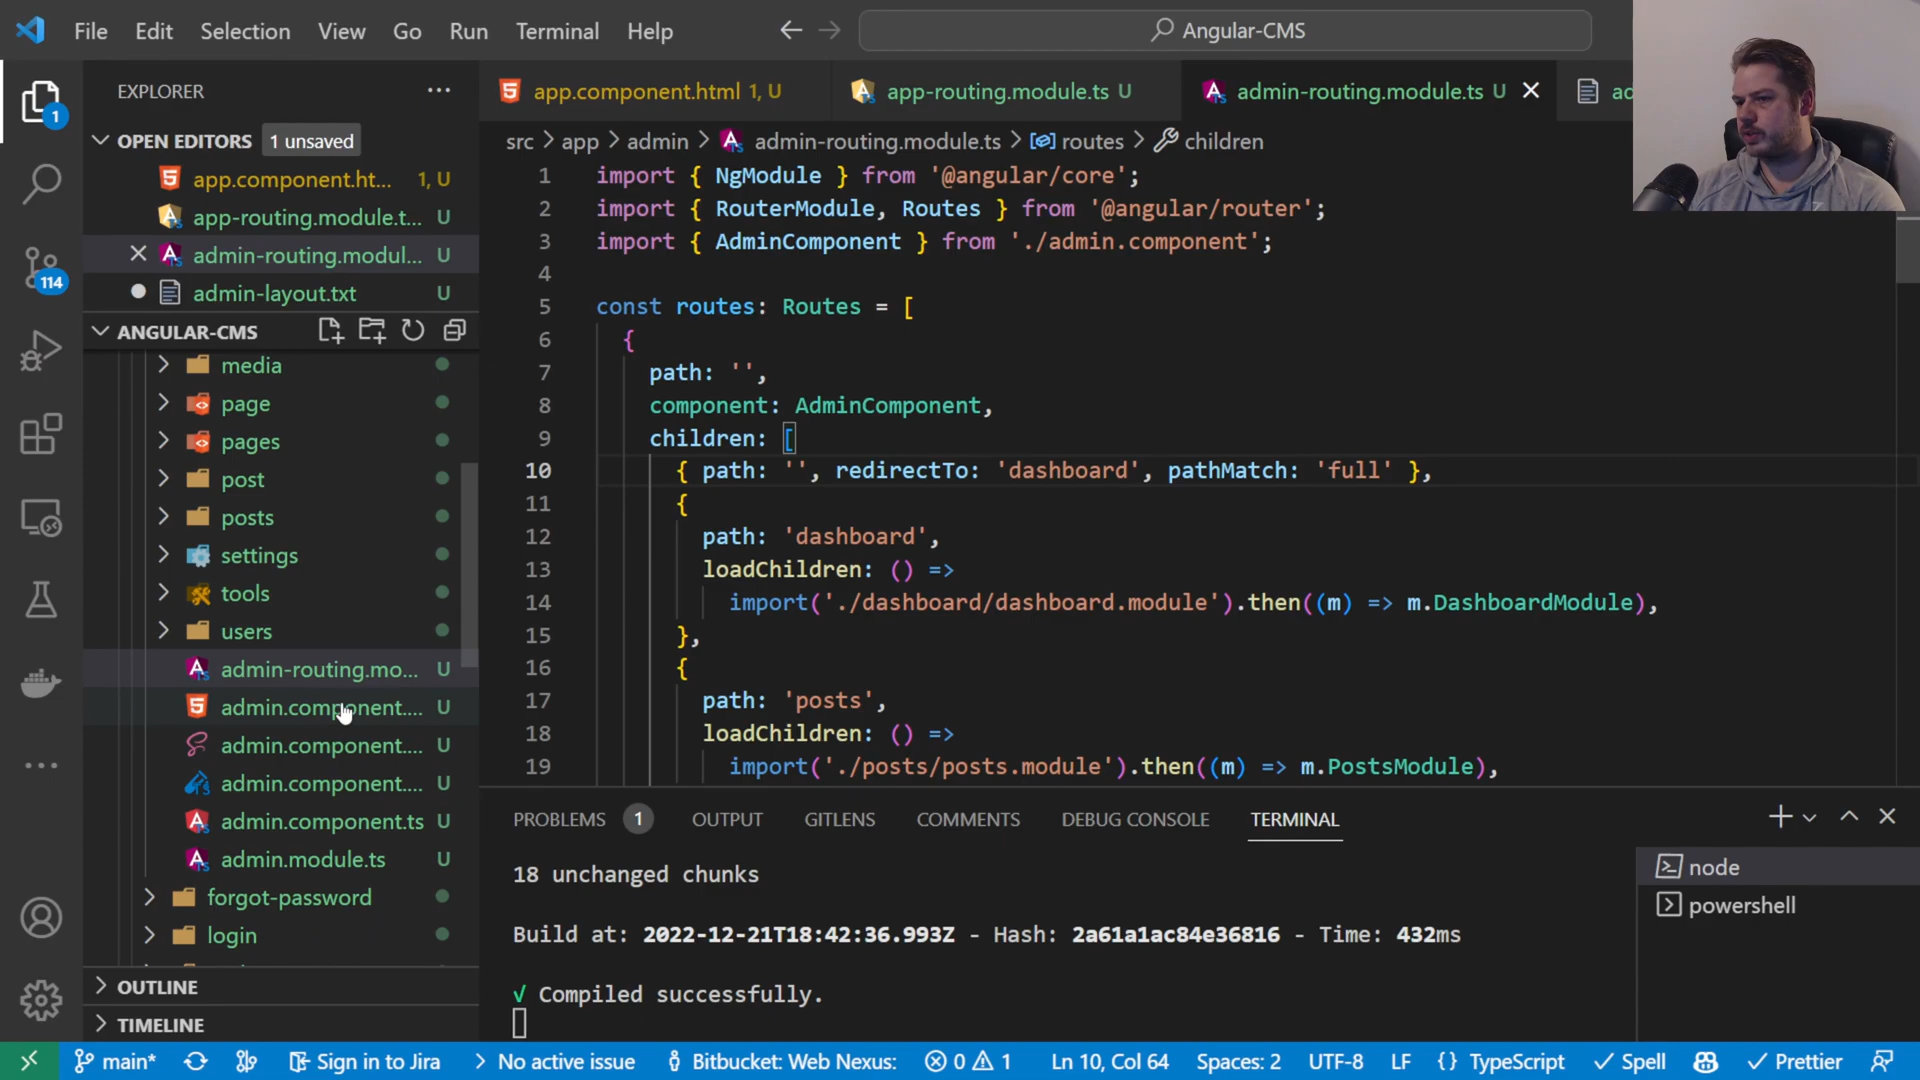 File Edit Selection View Go Run Terminal Help
Angular-CMS
EXPLORER
OPEN EDITORS 1 unsaved
app.component.ht... 1, U
app-routing.module.t... U
admin-routing.modul... U
admin-layout.txt U
ANGULAR-CMS
media
page
pages
post
posts
settings
tools
users
admin-routing.mo... U
admin.component.... U
admin.component.... U
admin.component.... U
admin.component.ts U
admin.module.ts U
forgot-password
login
OUTLINE
TIMELINE
1
114
app.component.html 1, U
app-routing.module.ts U
admin-routing.module.ts U
ad
src > app > admin > admin-routing.module.ts > routes > children
1 import { NgModule } from '@angular/core';
2 import { RouterModule, Routes } from '@angular/router';
3 import { AdminComponent } from './admin.component';
4
5 const routes: Routes = [
6 {
7 path: '',
8 component: AdminComponent,
9 children: [
10 { path: '', redirectTo: 'dashboard', pathMatch: 'full' },
11 {
12 path: 'dashboard',
13 loadChildren: () =>
14 import('./dashboard/dashboard.module').then((m) => m.DashboardModule),
15 },
16 {
17 path: 'posts',
18 loadChildren: () =>
19 import('./posts/posts.module').then((m) => m.PostsModule),
PROBLEMS 1 OUTPUT GITLENS COMMENTS DEBUG CONSOLE TERMINAL
18 unchanged chunks
Build at: 2022-12-21T18:42:36.993Z - Hash: 2a61a1ac84e36816 - Time: 432ms
√ Compiled successfully.
node
powershell
main* Sign in to Jira No active issue Bitbucket: Web Nexus: 0 1 Ln 10, Col 64 Spaces: 2 UTF-8 LF {} TypeScript Spell Prettier